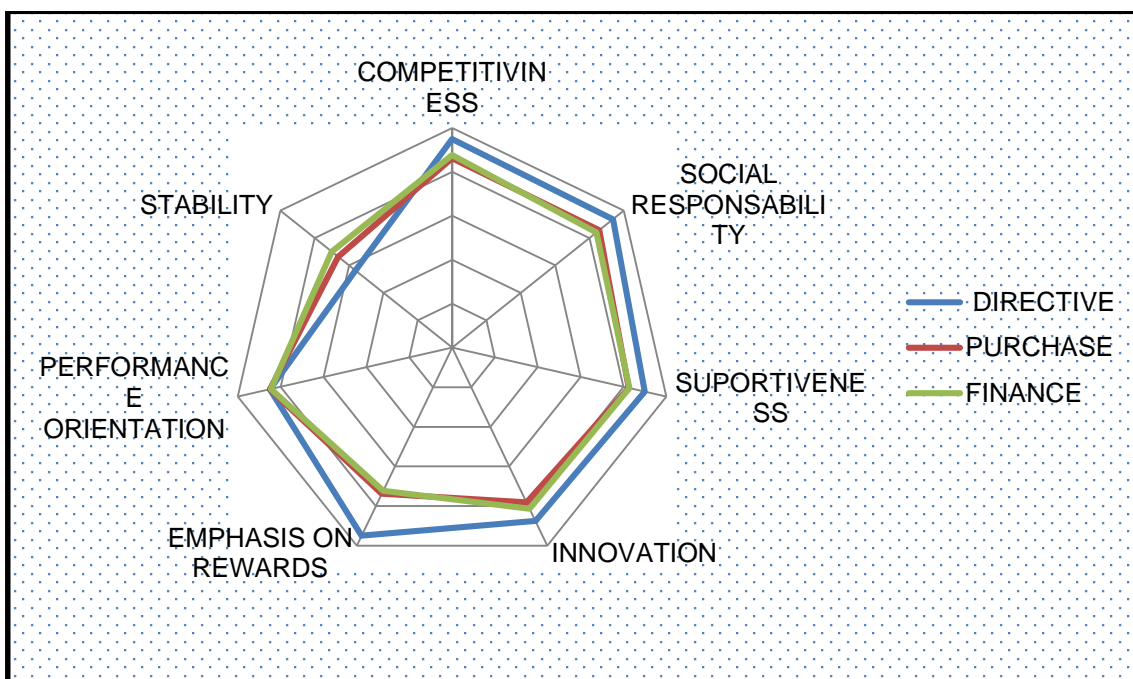 COMPETITIVIN
ESS
SOCIAL
RESPONSABILI
TY
SUPORTIVENE
SS
INNOVATION
EMPHASIS ON
REWARDS
PERFORMANC
E
ORIENTATION
STABILITY
DIRECTIVE
PURCHASE
FINANCE